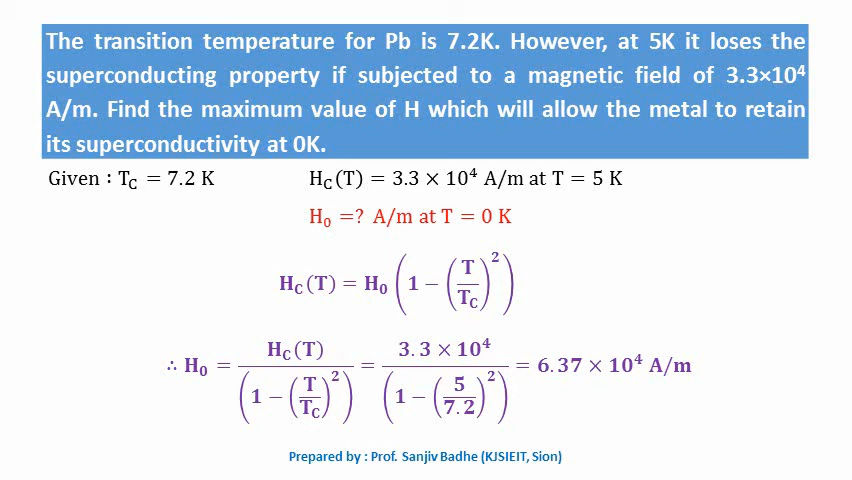 The transition temperature for Pb is 7.2K. However, at 5K it loses the
superconducting property if subjected to a magnetic field of 3.3×10⁴
A/m. Find the maximum value of H which will allow the metal to retain
its superconductivity at 0K.
Given : T_C = 7.2 K H_C(T) = 3.3 × 10⁴ A/m at T = 5 K
H₀ =? A/m at T = 0 K
H_C(T) = H₀ (1 − (T/T_C)²)
∴ H₀ = H_C(T)/(1 − (T/T_C)²) = 3.3 × 10⁴/(1 − (5/7.2)²) = 6.37 × 10⁴ A/m
Prepared by : Prof. Sanjiv Badhe (KJSIEIT, Sion)